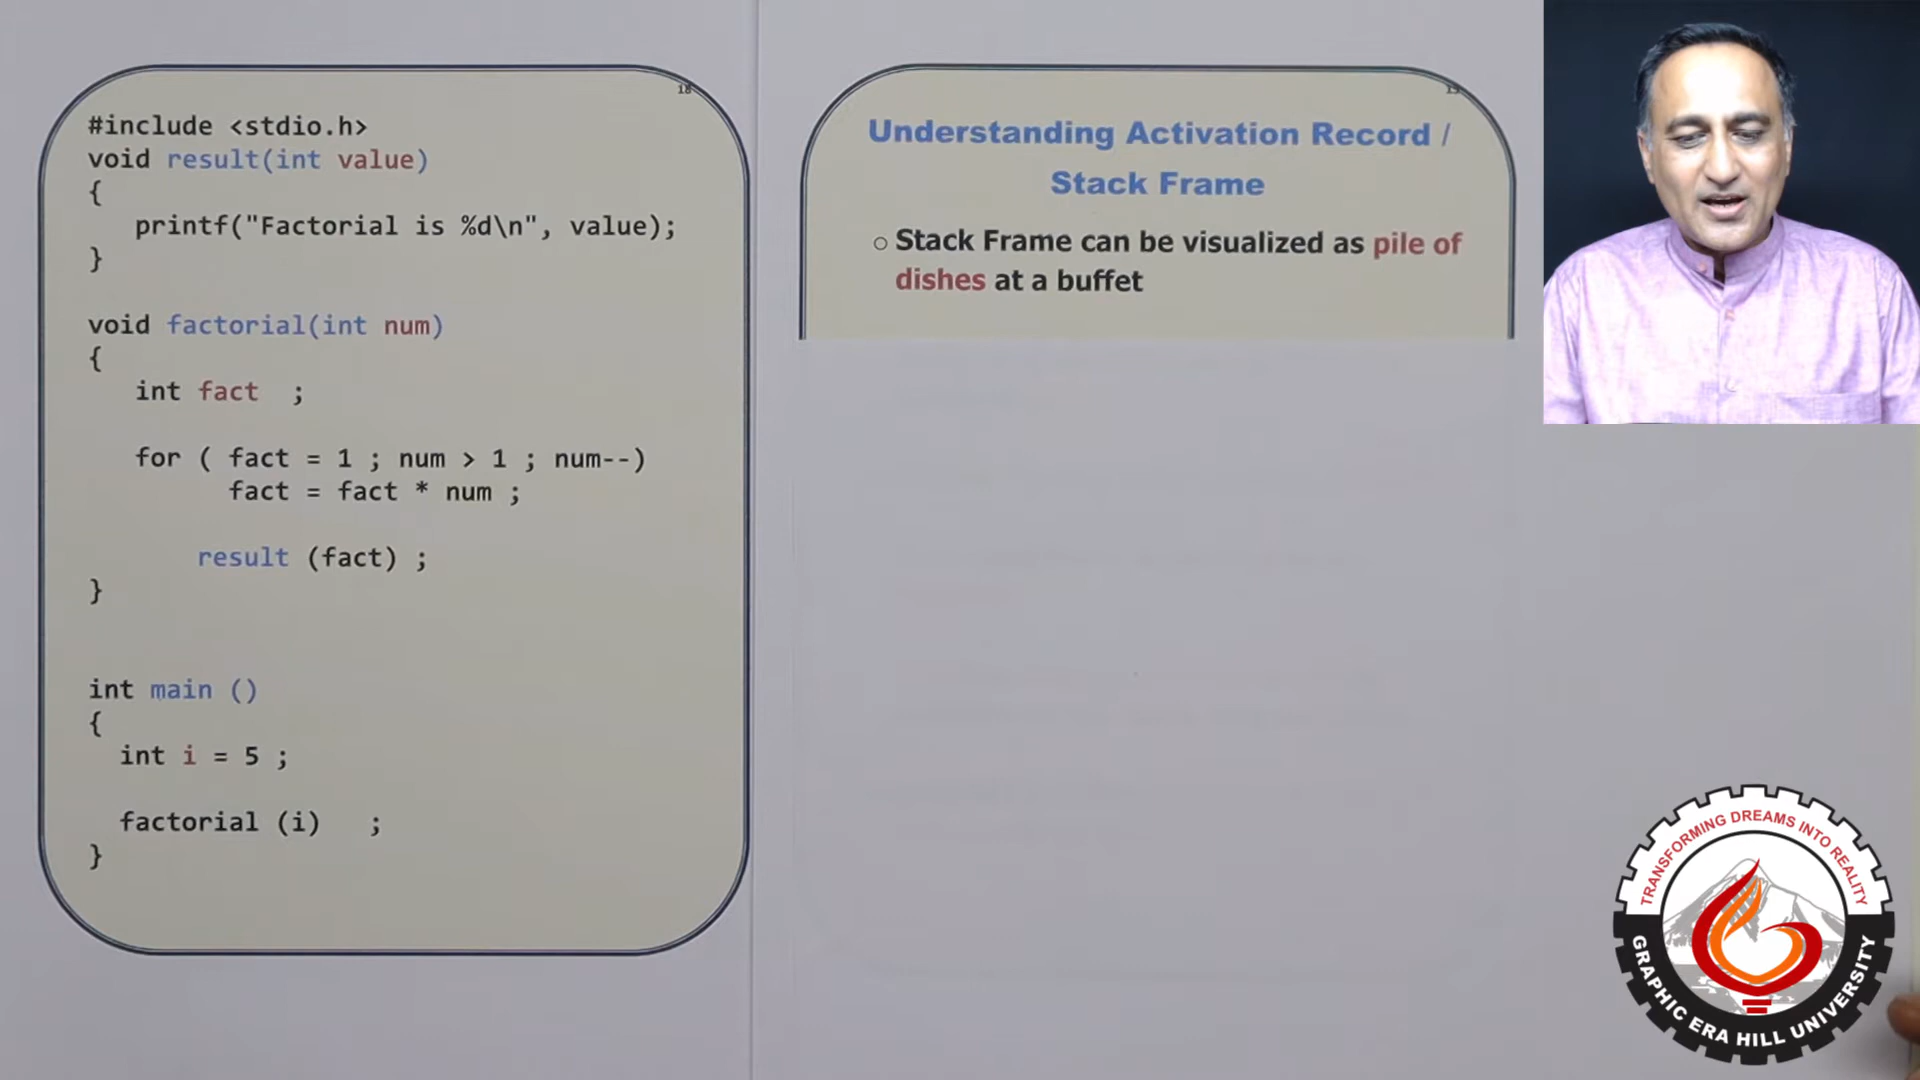 18
#include <stdio.h>
void result(int value)
{
printf("Factorial is %d\n", value);
}
void factorial(int num)
{
int fact ;
for ( fact = 1 ; num > 1 ; num--)
fact = fact * num ;
result (fact) ;
}
int main ()
{
int i = 5 ;
factorial (i) ;
}
Understanding Activation Record /
Stack Frame
○ Stack Frame can be visualized as pile of
dishes at a buffet
TRANSFORMING DREAMS INTO REALITY
GRAPHIC ERA HILL UNIVERSITY